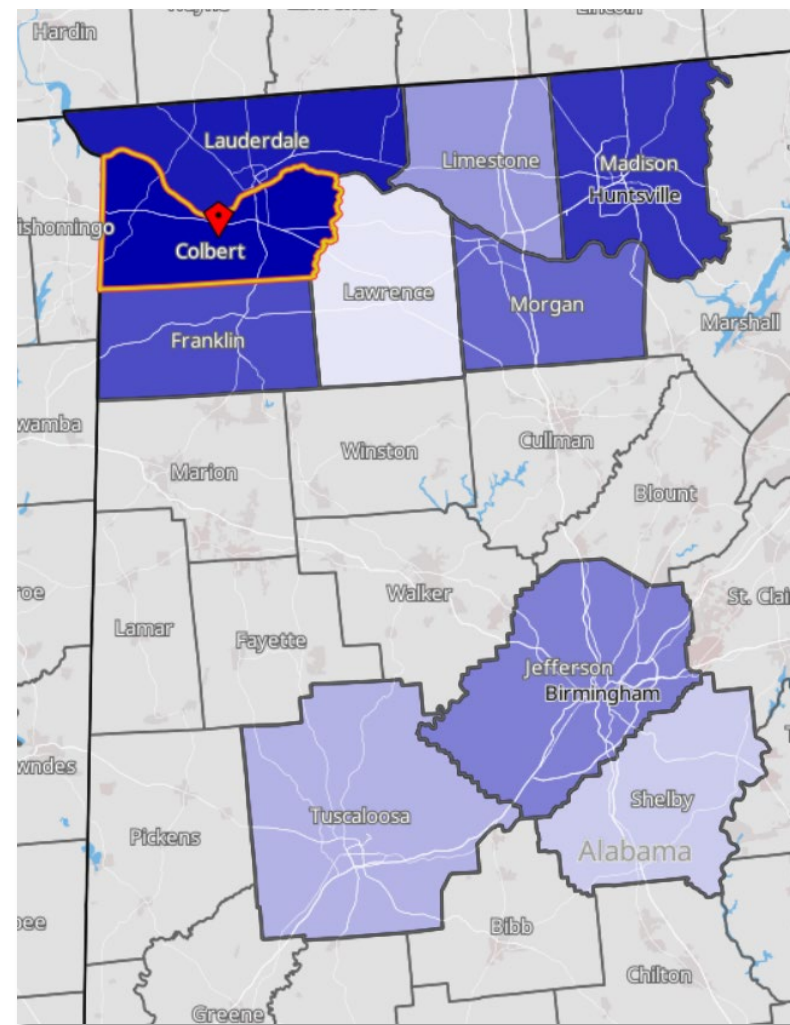 Hardin
Lauderdale
Limestone
Madison
Huntsville
ishomingo
Colbert
Lawrence
Morgan
Marshall
Franklin
wamba
Marion
Winston
Cullman
Blount
roe
Lamar
Fayette
Walker
St. Clai
Jefferson
Birmingham
wndes
Pickens
Tuscaloosa
Shelby
Alabama
bee
Bibb
Chilton
Greene